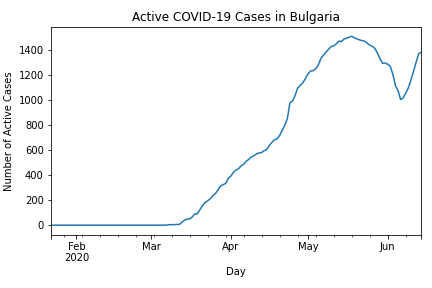 Active COVID-19 Cases in Bulgaria
Number of Active Cases
1400
1200
1000
800
600
400
200
0
Feb
2020
Mar
Apr
May
Jun
Day